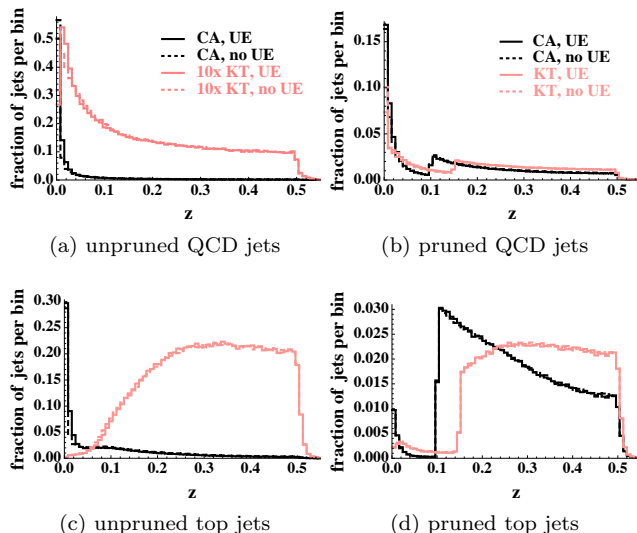 fraction of jets per bin
0.5
0.4
0.3
0.2
0.1
0.0
0.0 0.1 0.2 0.3 0.4 0.5
z
CA, UE
CA, no UE
10x KT, UE
10x KT, no UE
(a) unpruned QCD jets
fraction of jets per bin
0.15
0.10
0.05
0.00
0.0 0.1 0.2 0.3 0.4 0.5
z
CA, UE
CA, no UE
KT, UE
KT, no UE
(b) pruned QCD jets
fraction of jets per bin
0.30
0.25
0.20
0.15
0.10
0.05
0.00
0.0 0.1 0.2 0.3 0.4 0.5
z
(c) unpruned top jets
fraction of jets per bin
0.030
0.025
0.020
0.015
0.010
0.005
0.000
0.0 0.1 0.2 0.3 0.4 0.5
z
(d) pruned top jets